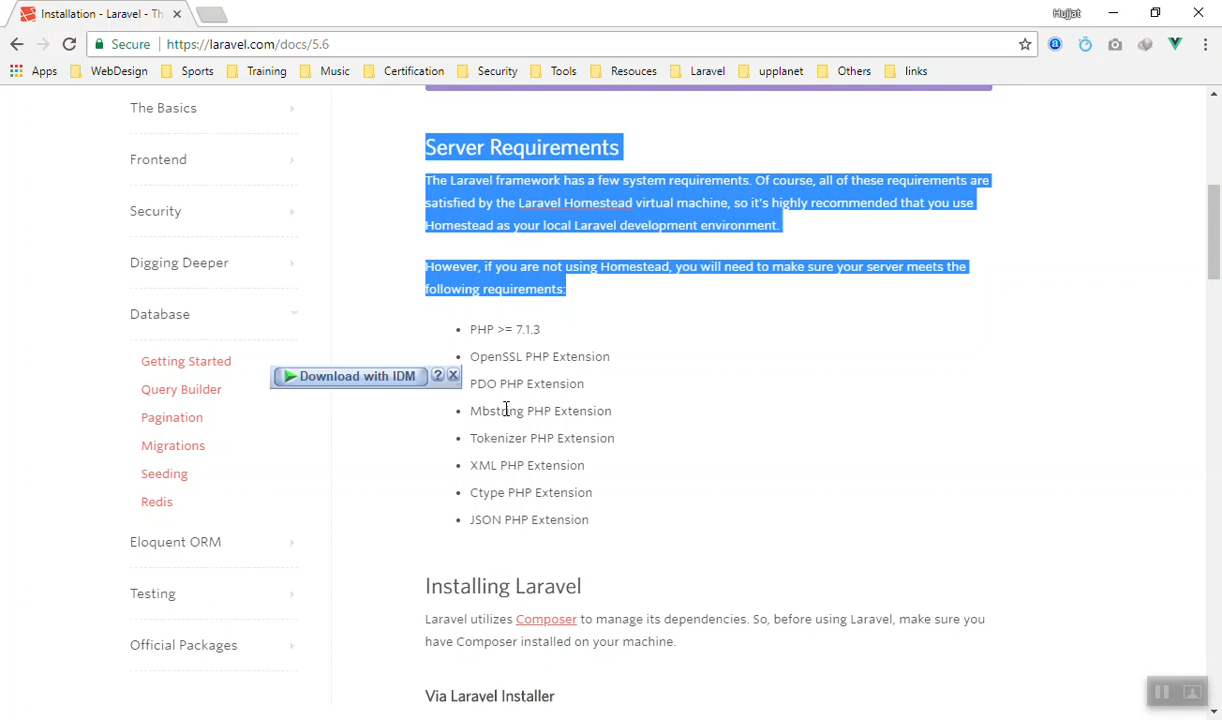 Installation - Laravel - Th
Hujjat
Secure
https://laravel.com/docs/5.6
Apps
WebDesign
Sports
Training
Music
Certification
Security
Tools
Resouces
Laravel
upplanet
Others
links
The Basics
Frontend
Security
Digging Deeper
Database
Getting Started
Query Builder
Pagination
Migrations
Seeding
Redis
Eloquent ORM
Testing
Official Packages
Download with IDM
?
Server Requirements
The Laravel framework has a few system requirements. Of course, all of these requirements are
satisfied by the Laravel Homestead virtual machine, so it's highly recommended that you use
Homestead as your local Laravel development environment.
However, if you are not using Homestead, you will need to make sure your server meets the
following requirements:
• PHP >= 7.1.3
• OpenSSL PHP Extension
PDO PHP Extension
• Mbstring PHP Extension
• Tokenizer PHP Extension
• XML PHP Extension
• Ctype PHP Extension
• JSON PHP Extension
Installing Laravel
Laravel utilizes Composer to manage its dependencies. So, before using Laravel, make sure you
have Composer installed on your machine.
Via Laravel Installer